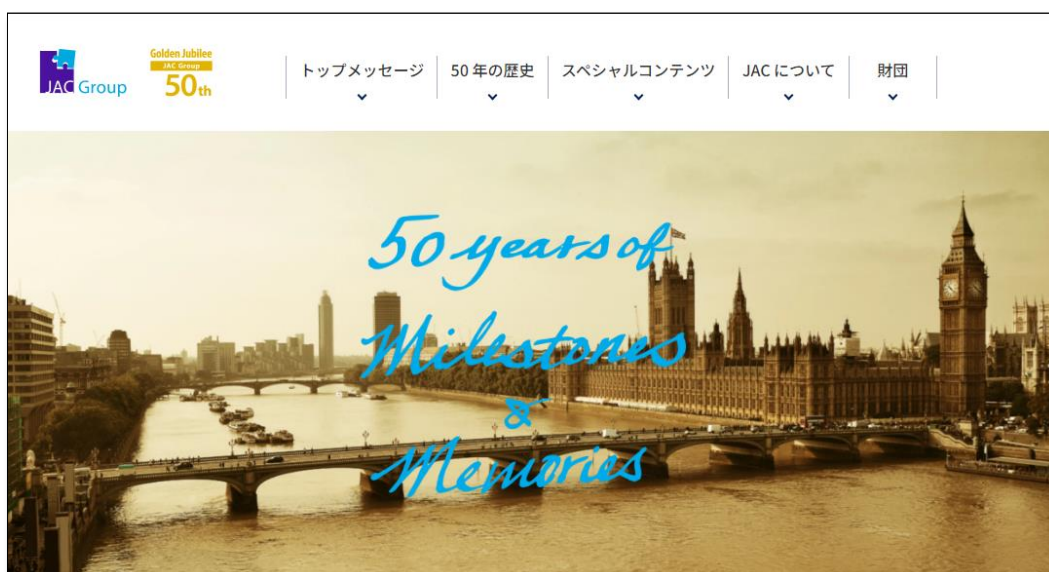 JAC Group
Golden Jubilee
JAC Group
50th
トップメッセージ
50年の歴史
スペシャルコンテンツ
JACについて
財団
50 years of
Milestones
&
Memories